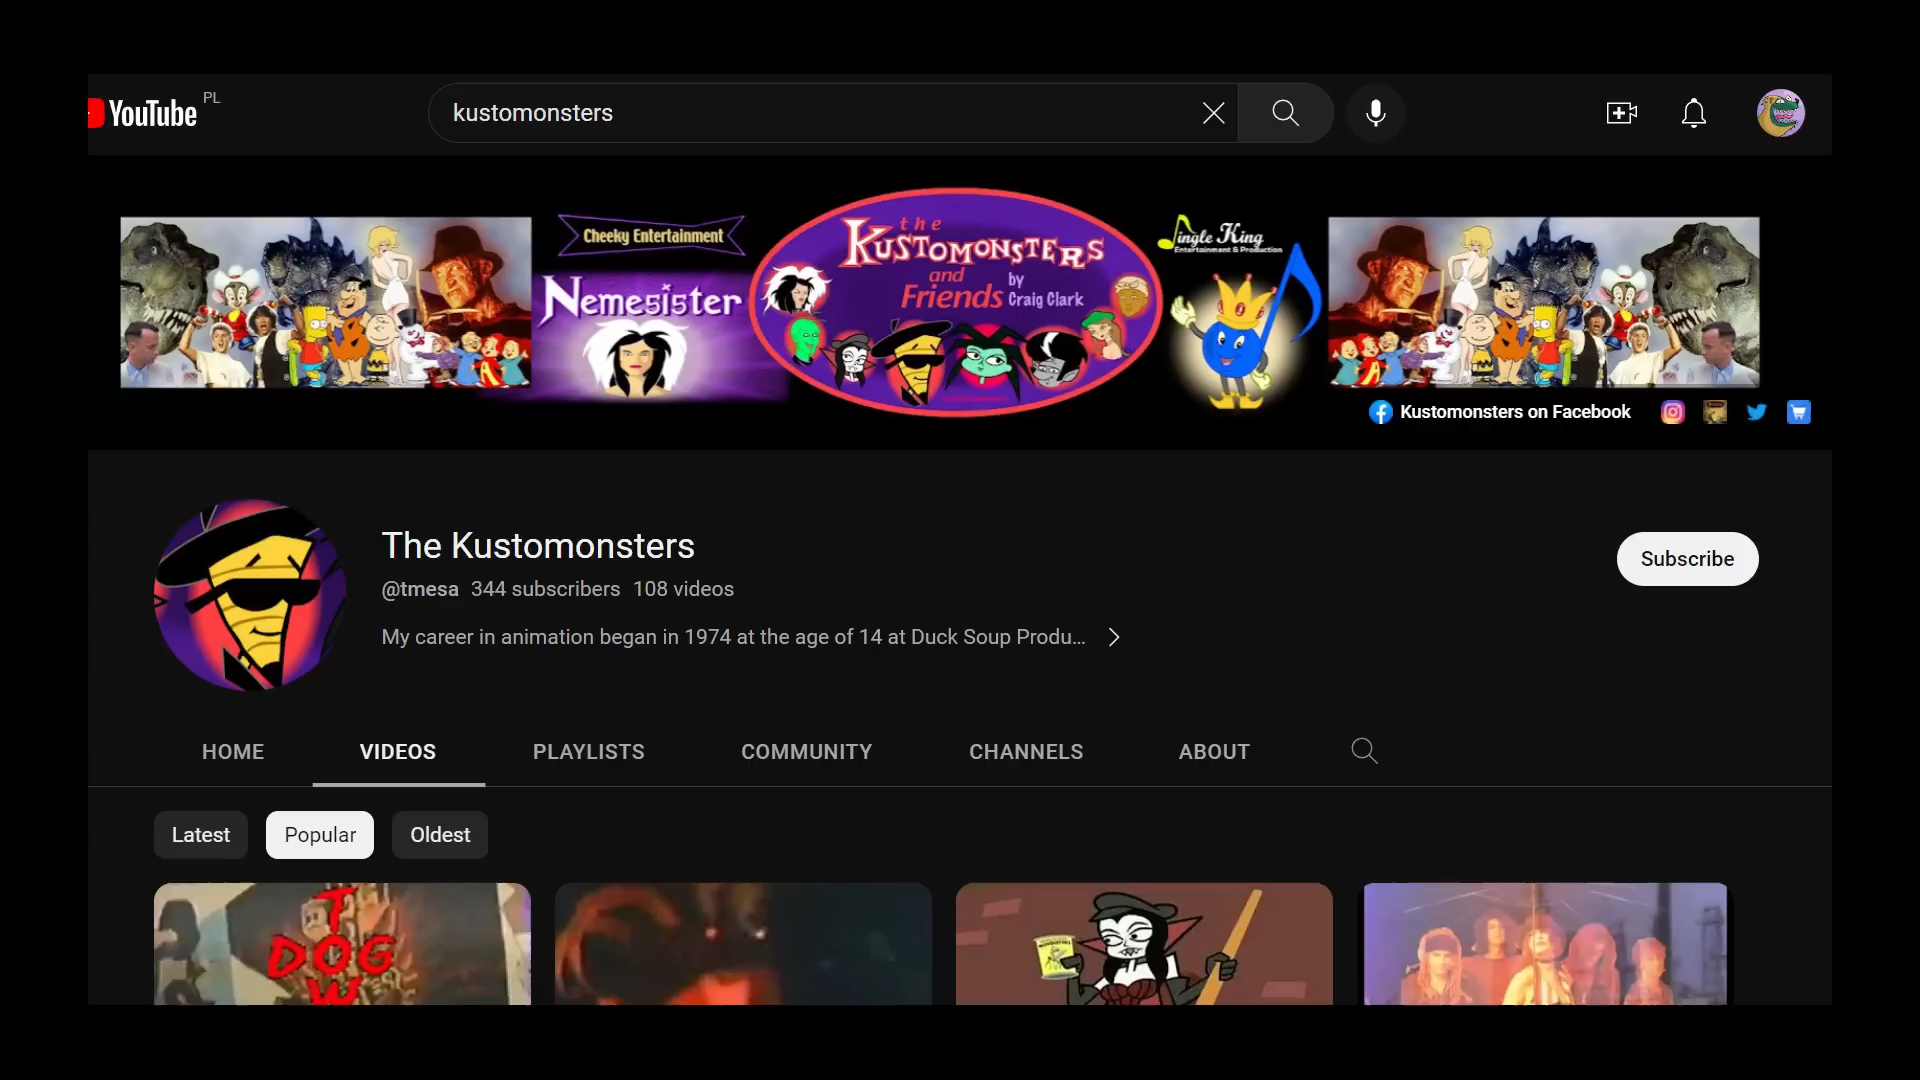 YouTube PL
kustomonsters
Cheeky Entertainment
Nemesister
the
KUSTOMONSTERS
and
Friends by
Craig Clark
Jingle King
Entertainment & Production
J
Kustomonsters on Facebook
The Kustomonsters
@tmesa 344 subscribers 108 videos
My career in animation began in 1974 at the age of 14 at Duck Soup Produ...
Subscribe
HOME VIDEOS PLAYLISTS COMMUNITY CHANNELS ABOUT
Latest Popular Oldest
T
DOG
W